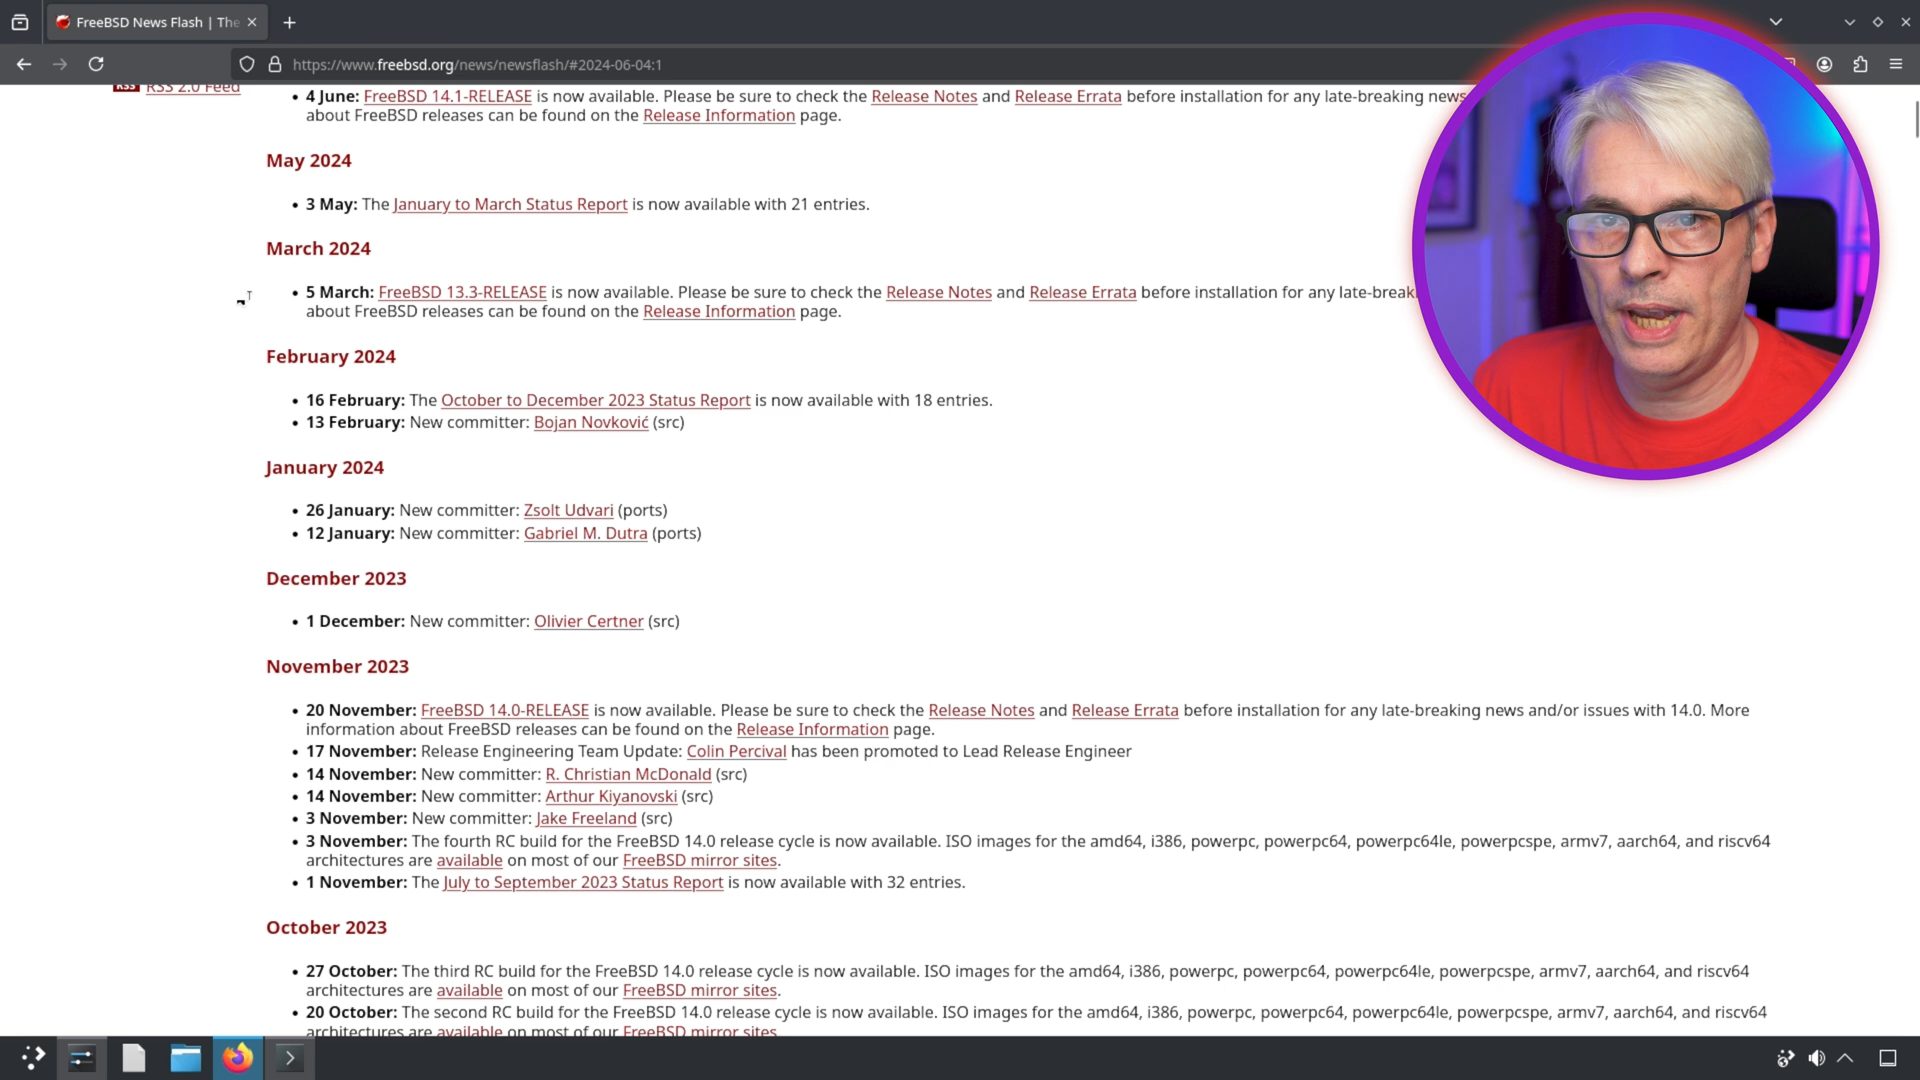 FreeBSD News Flash | The
https://www.freebsd.org/news/newsflash/#2024-06-04:1
RSS RSS 2.0 Feed
• 4 June: FreeBSD 14.1-RELEASE is now available. Please be sure to check the Release Notes and Release Errata before installation for any late-breaking news
about FreeBSD releases can be found on the Release Information page.
May 2024
• 3 May: The January to March Status Report is now available with 21 entries.
March 2024
• 5 March: FreeBSD 13.3-RELEASE is now available. Please be sure to check the Release Notes and Release Errata before installation for any
about FreeBSD releases can be found on the Release Information page.
February 2024
• 16 February: The October to December 2023 Status Report is now available with 18 entries.
• 13 February: New committer: Bojan Novković (src)
January 2024
• 26 January: New committer: Zsolt Udvari (ports)
• 12 January: New committer: Gabriel M. Dutra (ports)
December 2023
• 1 December: New committer: Olivier Certner (src)
November 2023
• 20 November: FreeBSD 14.0-RELEASE is now available. Please be sure to check the Release Notes and Release Errata before installation for any late-breaking news and/or issues with 14.0. More
information about FreeBSD releases can be found on the Release Information page.
• 17 November: Release Engineering Team Update: Colin Percival has been promoted to Lead Release Engineer
• 14 November: New committer: R. Christian McDonald (src)
• 14 November: New committer: Arthur Kiyanovski (src)
• 3 November: New committer: Jake Freeland (src)
• 3 November: The fourth RC build for the FreeBSD 14.0 release cycle is now available. ISO images for the amd64, i386, powerpc, powerpc64, powerpc64le, powerpcspe, armv7, aarch64, and riscv64
architectures are available on most of our FreeBSD mirror sites.
• 1 November: The July to September 2023 Status Report is now available with 32 entries.
October 2023
• 27 October: The third RC build for the FreeBSD 14.0 release cycle is now available. ISO images for the amd64, i386, powerpc, powerpc64, powerpc64le, powerpcspe, armv7, aarch64, and riscv64
architectures are available on most of our FreeBSD mirror sites.
• 20 October: The second RC build for the FreeBSD 14.0 release cycle is now available. ISO images for the amd64, i386, powerpc, powerpc64, powerpc64le, powerpcspe, armv7, aarch64, and riscv64
architectures are available on most of our FreeBSD mirror sites.